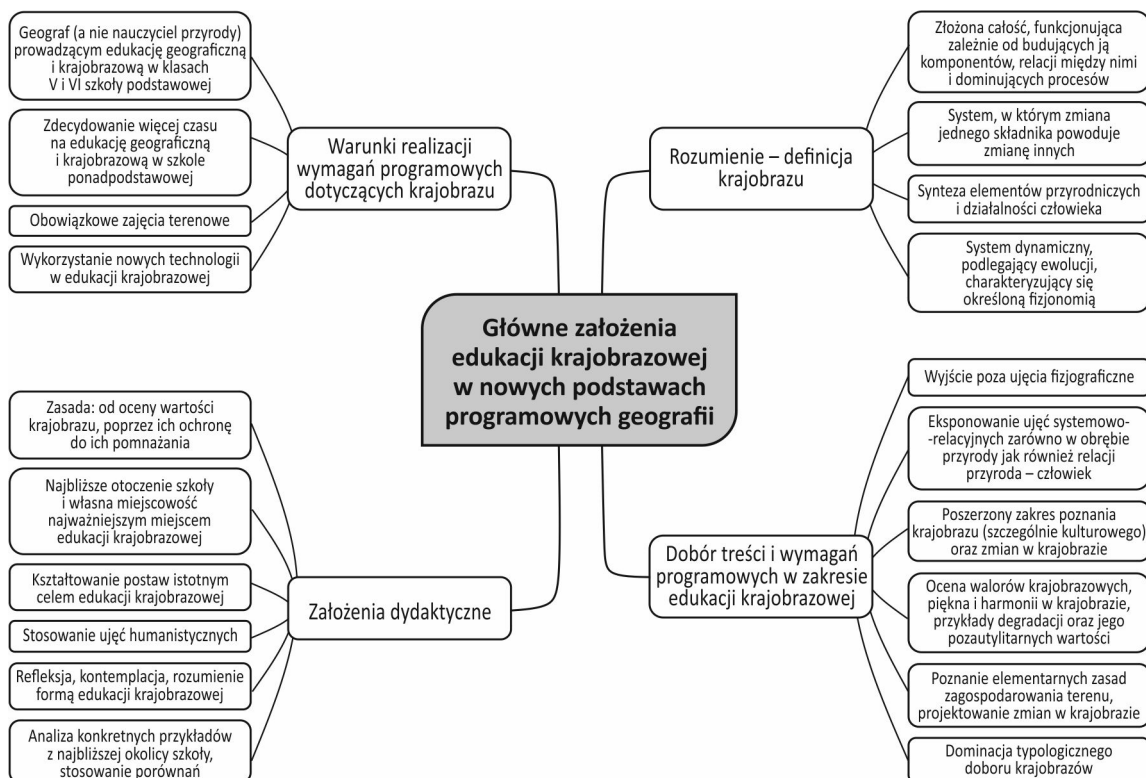 Główne założenia
edukacji krajobrazowej
w nowych podstawach
programowych geografii
Warunki realizacji
wymagań programowych
dotyczących krajobrazu
Geograf (a nie nauczyciel przyrody)
prowadzącym edukację geograficzną
i krajobrazową w klasach
V i VI szkoły podstawowej
Zdecydowanie więcej czasu
na edukację geograficzną
i krajobrazową w szkole
ponadpodstawowej
Obowiązkowe zajęcia terenowe
Wykorzystanie nowych technologii
w edukacji krajobrazowej
Rozumienie – definicja
krajobrazu
Złożona całość, funkcjonująca
zależnie od budujących ją
komponentów, relacji między nimi
i dominujących procesów
System, w którym zmiana
jednego składnika powoduje
zmianę innych
Synteza elementów przyrodniczych
i działalności człowieka
System dynamiczny,
podlegający ewolucji,
charakteryzujący się
określoną fizjonomią
Założenia dydaktyczne
Zasada: od oceny wartości
krajobrazu, poprzez ich ochronę
do ich pomnażania
Najbliższe otoczenie szkoły
i własna miejscowość
najważniejszym miejscem
edukacji krajobrazowej
Kształtowanie postaw istotnym
celem edukacji krajobrazowej
Stosowanie ujęć humanistycznych
Refleksja, kontemplacja, rozumienie
formą edukacji krajobrazowej
Analiza konkretnych przykładów
z najbliższej okolicy szkoły,
stosowanie porównań
Dobór treści i wymagań
programowych w zakresie
edukacji krajobrazowej
Wyjście poza ujęcia fizjograficzne
Eksponowanie ujęć systemowo-
-relacyjnych zarówno w obrębie
przyrody jak również relacji
przyroda – człowiek
Poszerzony zakres poznania
krajobrazu (szczególnie kulturowego)
oraz zmian w krajobrazie
Ocena walorów krajobrazowych,
piękna i harmonii w krajobrazie,
przykłady degradacji oraz jego
pozautylitarnych wartości
Poznanie elementarnych zasad
zagospodarowania terenu,
projektowanie zmian w krajobrazie
Dominacja typologicznego
doboru krajobrazów